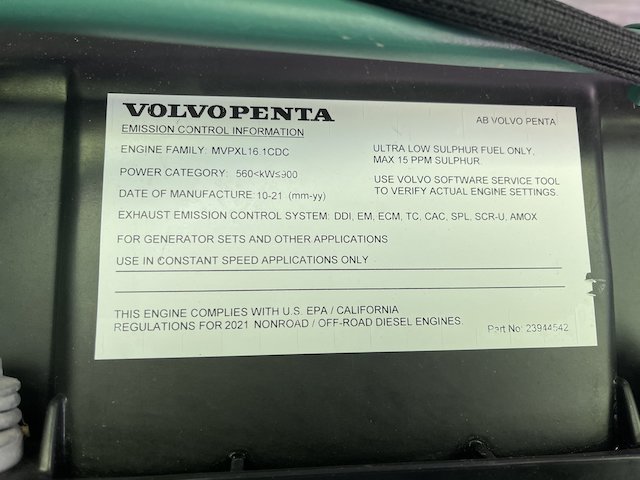 VOLVO PENTA
AB VOLVO PENTA
EMISSION CONTROL INFORMATION
ENGINE FAMILY: MVPXL16.1CDC
ULTRA LOW SULPHUR FUEL ONLY,
MAX 15 PPM SULPHUR.
POWER CATEGORY: 560<kW≤900
USE VOLVO SOFTWARE SERVICE TOOL
TO VERIFY ACTUAL ENGINE SETTINGS.
DATE OF MANUFACTURE: 10-21 (mm-yy)
EXHAUST EMISSION CONTROL SYSTEM: DDI, EM, ECM, TC, CAC, SPL, SCR-U, AMOX
FOR GENERATOR SETS AND OTHER APPLICATIONS
USE IN CONSTANT SPEED APPLICATIONS ONLY
THIS ENGINE COMPLIES WITH U.S. EPA / CALIFORNIA
REGULATIONS FOR 2021 NONROAD / OFF-ROAD DIESEL ENGINES.
Part No: 23944542